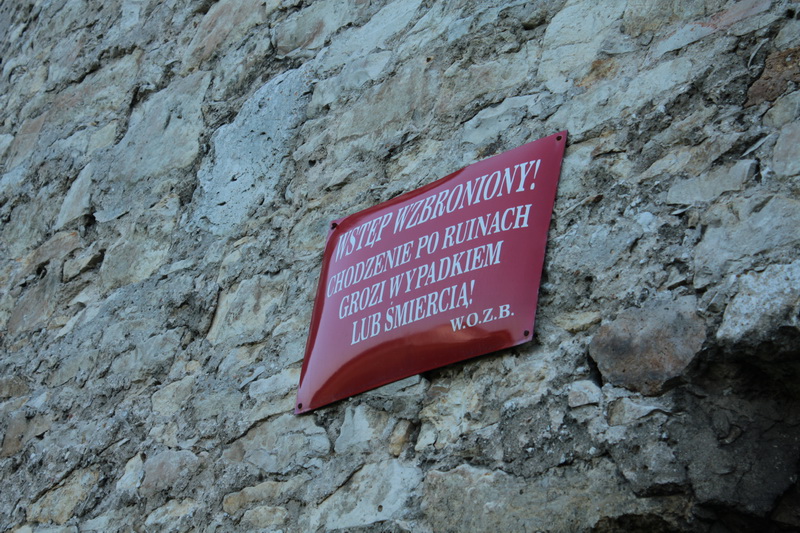 WSTĘP WZBRONIONY!
CHODZENIE PO RUINACH
GROZI WYPADKIEM
LUB ŚMIERCIĄ!
W.O.Z.B.